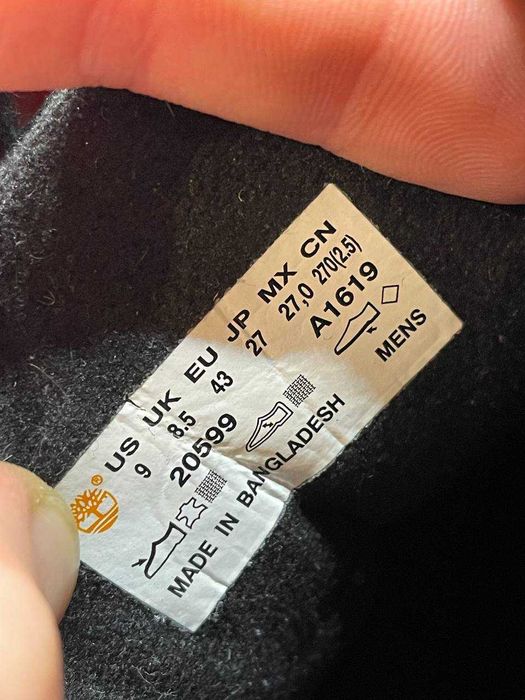 ®
US UK EU JP MX CN
9 8.5 43 27 27,0 270(2.5)
20599 A1619
MADE IN BANGLADESH MENS